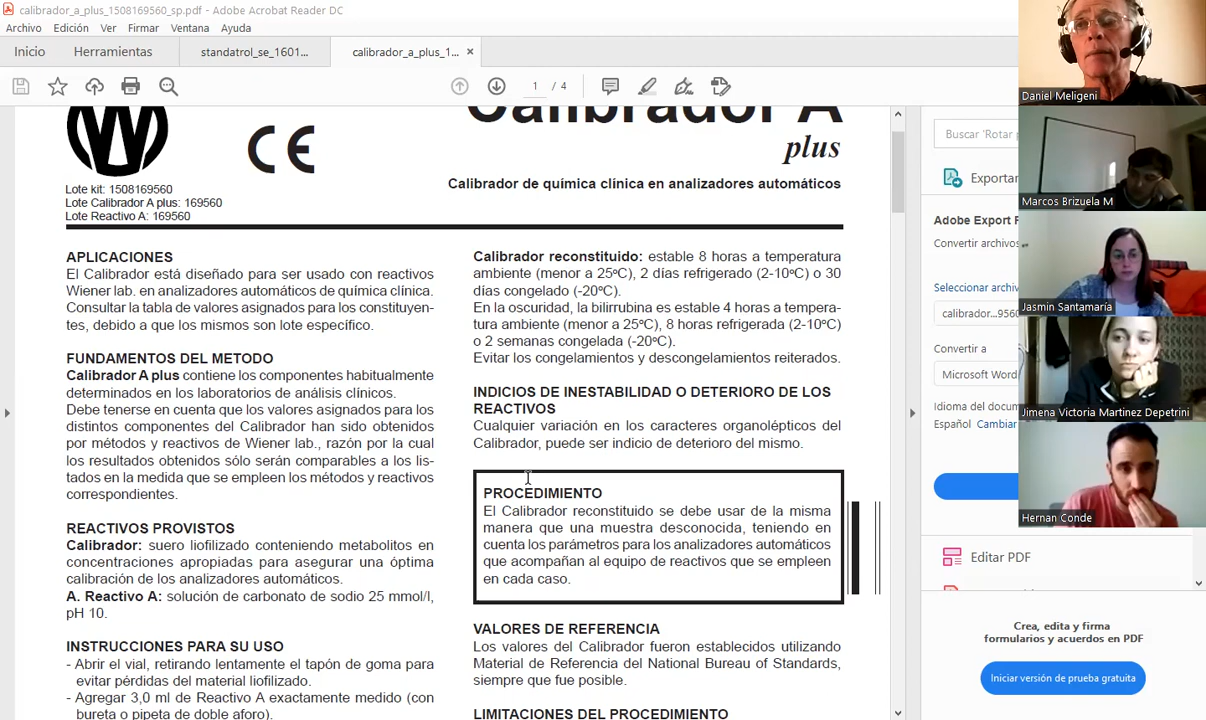 calibrador_a_plus_1508169560_sp.pdf - Adobe Acrobat Reader DC
Archivo Edición Ver Firmar Ventana Ayuda
Inicio Herramientas standatrol_se_1601... calibrador_a_plus_1... ×
1 / 4
Calibrador A
plus
CE
Calibrador de química clínica en analizadores automáticos
Lote kit: 1508169560
Lote Calibrador A plus: 169560
Lote Reactivo A: 169560
APLICACIONES
El Calibrador está diseñado para ser usado con reactivos
Wiener lab. en analizadores automáticos de química clínica.
Consultar la tabla de valores asignados para los constituyen-
tes, debido a que los mismos son lote específico.
FUNDAMENTOS DEL METODO
Calibrador A plus contiene los componentes habitualmente
determinados en los laboratorios de análisis clínicos.
Debe tenerse en cuenta que los valores asignados para los
distintos componentes del Calibrador han sido obtenidos
por métodos y reactivos de Wiener lab., razón por la cual
los resultados obtenidos sólo serán comparables a los lis-
tados en la medida que se empleen los métodos y reactivos
correspondientes.
REACTIVOS PROVISTOS
Calibrador: suero liofilizado conteniendo metabolitos en
concentraciones apropiadas para asegurar una óptima
calibración de los analizadores automáticos.
A. Reactivo A: solución de carbonato de sodio 25 mmol/l,
pH 10.
INSTRUCCIONES PARA SU USO
- Abrir el vial, retirando lentamente el tapón de goma para
evitar pérdidas del material liofilizado.
- Agregar 3,0 ml de Reactivo A exactamente medido (con
bureta o pipeta de doble aforo).
Calibrador reconstituido: estable 8 horas a temperatura
ambiente (menor a 25ºC), 2 días refrigerado (2-10ºC) o 30
días congelado (-20ºC).
En la oscuridad, la bilirrubina es estable 4 horas a tempera-
tura ambiente (menor a 25ºC), 8 horas refrigerada (2-10ºC)
o 2 semanas congelada (-20ºC).
Evitar los congelamientos y descongelamientos reiterados.
INDICIOS DE INESTABILIDAD O DETERIORO DE LOS
REACTIVOS
Cualquier variación en los caracteres organolépticos del
Calibrador, puede ser indicio de deterioro del mismo.
PROCEDIMIENTO
El Calibrador reconstituido se debe usar de la misma
manera que una muestra desconocida, teniendo en
cuenta los parámetros para los analizadores automáticos
que acompañan al equipo de reactivos que se empleen
en cada caso.
VALORES DE REFERENCIA
Los valores del Calibrador fueron establecidos utilizando
Material de Referencia del National Bureau of Standards,
siempre que fue posible.
LIMITACIONES DEL PROCEDIMIENTO
Buscar 'Rotar p
Exportar
Adobe Export P
Convertir archivos
Seleccionar archiv
calibrador...9560
Convertir a
Microsoft Word
Idioma del docum
Español Cambiar
Editar PDF
Crea, edita y firma
formularios y acuerdos en PDF
Iniciar versión de prueba gratuita
Daniel Meligeni
Marcos Brizuela M
Jasmin Santamaría
Jimena Victoria Martinez Depetrini
Hernan Conde